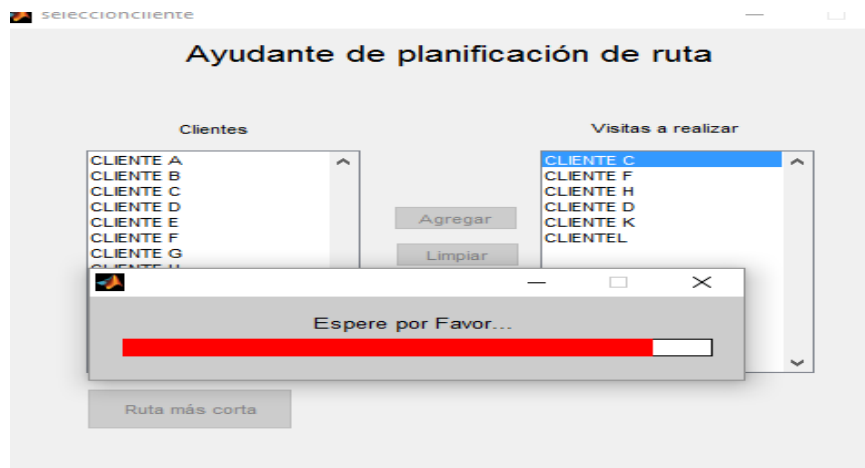 seleccioncliente
Ayudante de planificación de ruta
Clientes
Visitas a realizar
CLIENTE A
CLIENTE B
CLIENTE C
CLIENTE D
CLIENTE E
CLIENTE F
CLIENTE G
CLIENTE C
CLIENTE F
CLIENTE H
CLIENTE D
CLIENTE K
CLIENTEL
Agregar
Limpiar
Espere por Favor...
Ruta más corta